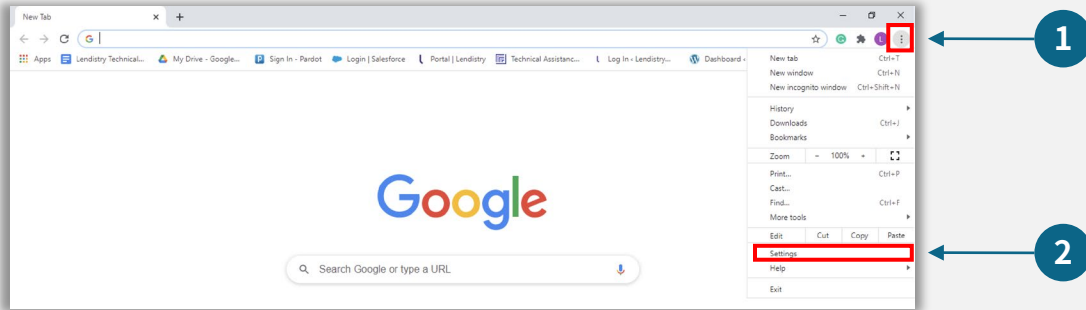 New Tab
Apps Lendistry Technical... My Drive - Google... Sign In - Pardot Login | Salesforce Portal | Lendistry Technical Assistanc... Log In ‹ Lendistry... Dashboard ‹
L
1
New tab Ctrl+T
New window Ctrl+N
New incognito window Ctrl+Shift+N
History
Downloads Ctrl+J
Bookmarks
Zoom - 100% +
Print... Ctrl+P
Cast...
Find... Ctrl+F
More tools
Edit Cut Copy Paste
Settings
2
Help
Exit
Google
Search Google or type a URL